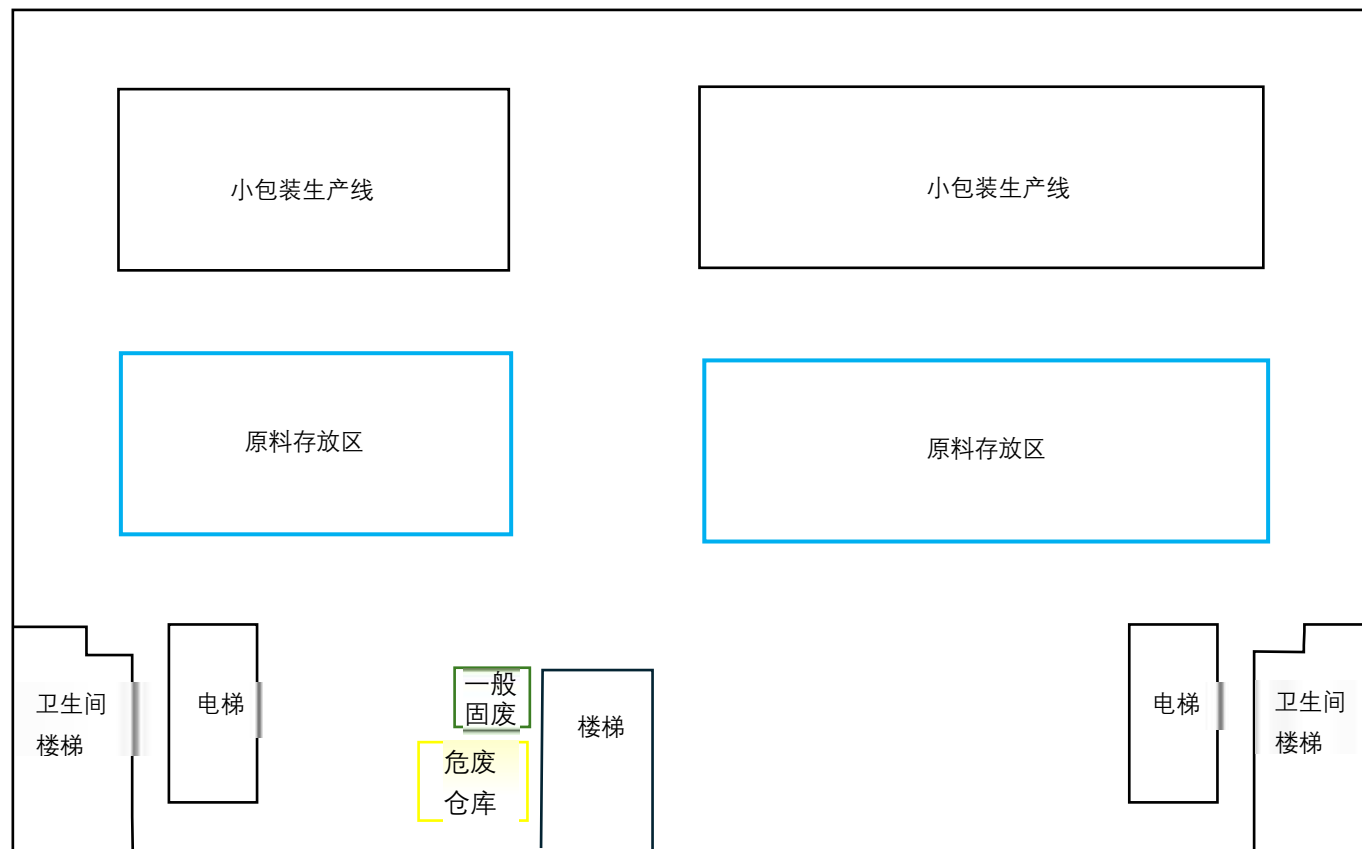 小包装生产线
小包装生产线
原料存放区
原料存放区
卫生间
楼梯
电梯
一般
固废
危废
仓库
楼梯
电梯
卫生间
楼梯